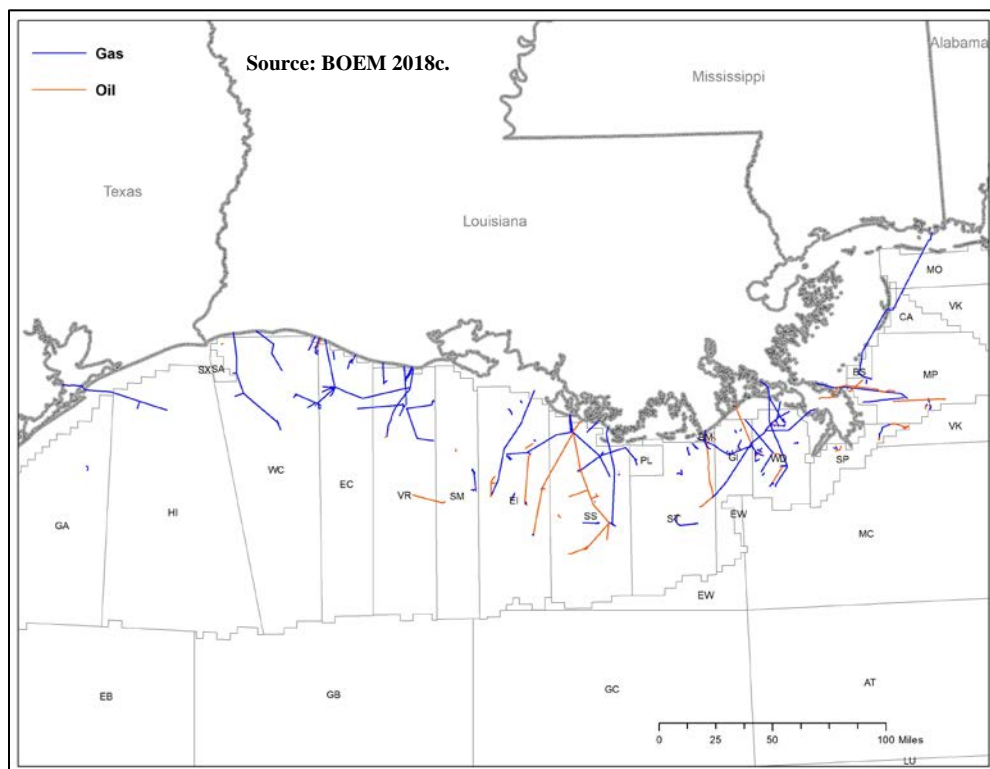 Gas
Oil
Source: BOEM 2018c.
Alabama
Mississippi
Texas
Louisiana
MO
VK
CA
SX
SA
BS
MP
VK
BM
PL
GI
WD
SP
WC
EC
VR
SM
EI
SS
ST
EW
MC
GA
HI
EW
EB
GB
GC
AT
0 25 50 100 Miles
LU